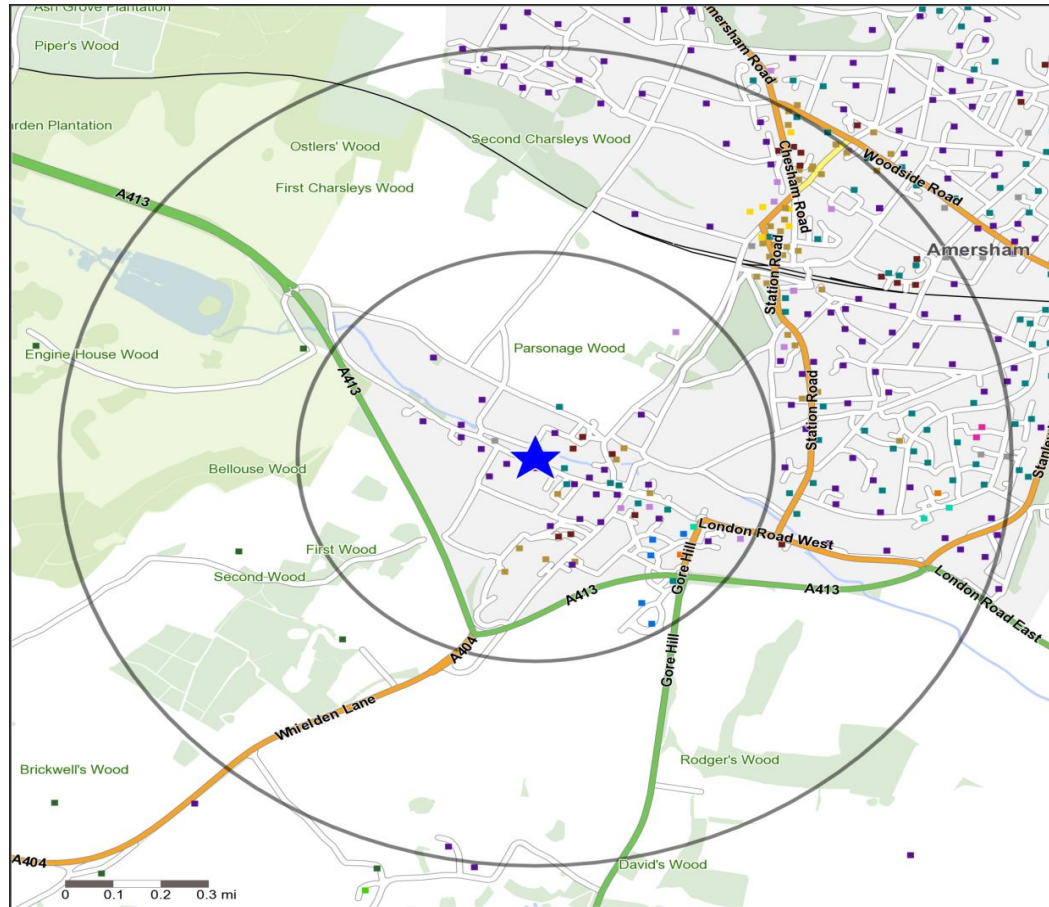 Ash Grove Plantation
Piper's Wood
Amersham Road
arden Plantation
Ostlers' Wood
Second Charsleys Wood
First Charsleys Wood
Chesham Road
Woodside Road
A413
Amersham
Station Road
Engine House Wood
Parsonage Wood
A413
Station Road
Stanley
Bellouse Wood
London Road West
First Wood
Second Wood
Gore Hill
A413
A413
London Road East
A404
Gore Hill
Whielden Lane
Rodger's Wood
Brickwell's Wood
David's Wood
A404
0 0.1 0.2 0.3 mi